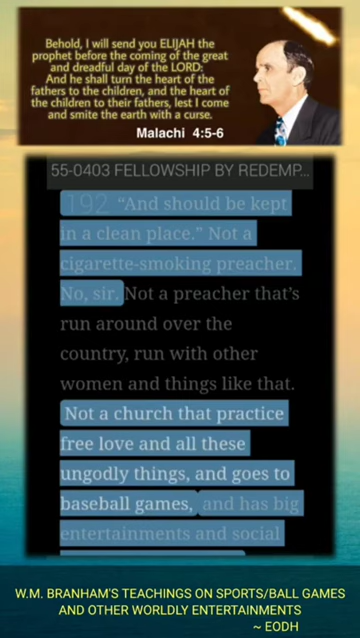 Behold, I will send you ELIJAH the
prophet before the coming of the great
and dreadful day of the LORD:
And he shall turn the heart of the
fathers to the children, and the heart of
the children to their fathers, lest I come
and smite the earth with a curse.
Malachi 4:5-6
55-0403 FELLOWSHIP BY REDEMP...
192 “And should be kept
in a clean place.” Not a
cigarette-smoking preacher.
No, sir. Not a preacher that’s
run around over the
country, run with other
women and things like that.
Not a church that practice
free love and all these
ungodly things, and goes to
baseball games, and has big
entertainments and social
W.M. BRANHAM'S TEACHINGS ON SPORTS/BALL GAMES
AND OTHER WORLDLY ENTERTAINMENTS
~ EODH